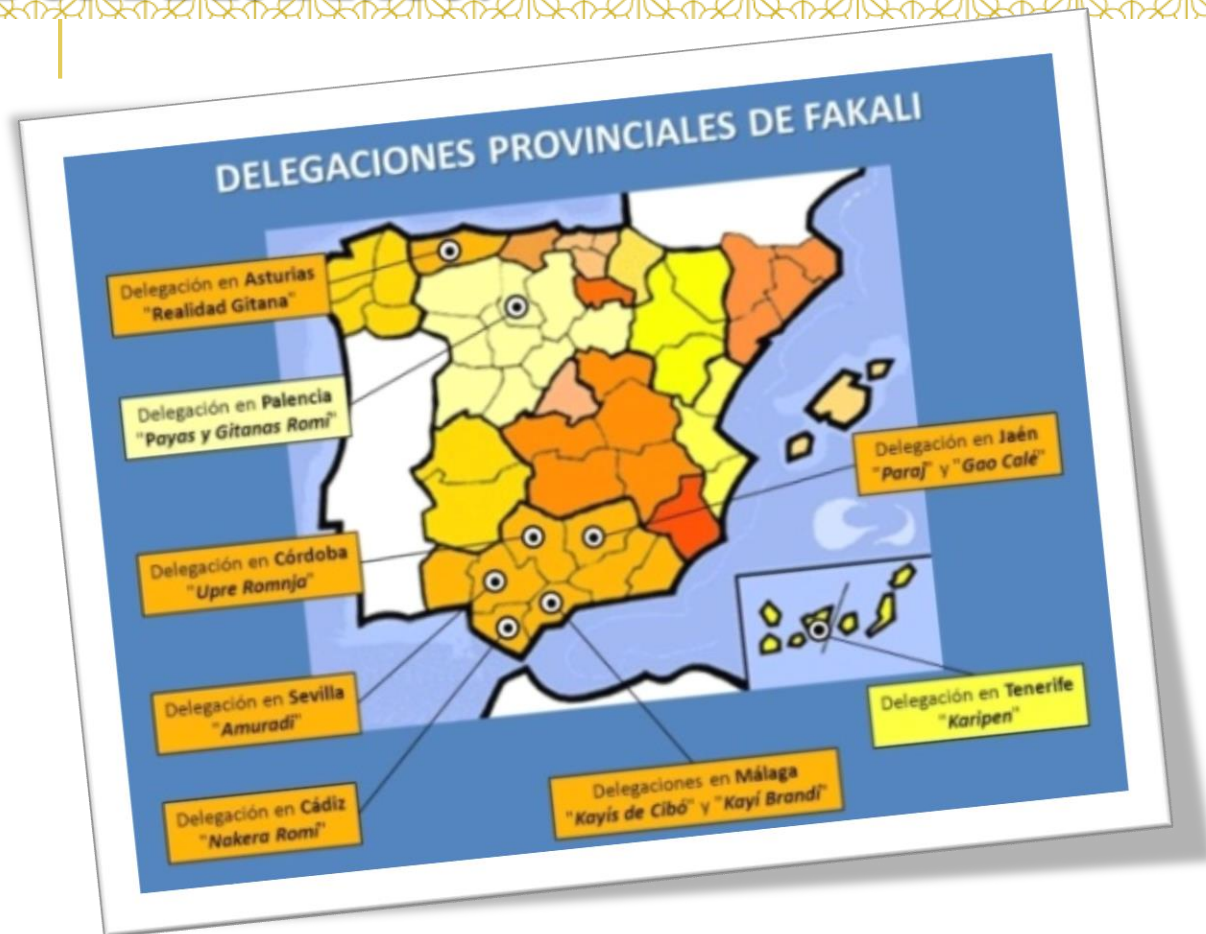 DELEGACIONES PROVINCIALES DE FAKALI
Delegación en Asturias
"Realidad Gitana"
Delegación en Palencia
"Payas y Gitanas Romí"
Delegación en Jaén
"Paraj" y "Gao Calé"
Delegación en Córdoba
"Upre Romnja"
Delegación en Sevilla
"Amuradi"
Delegación en Tenerife
"Karipen"
Delegación en Cádiz
"Nakera Romi"
Delegaciones en Málaga
"Kayís de Cibó" y "Kayí Brandí"